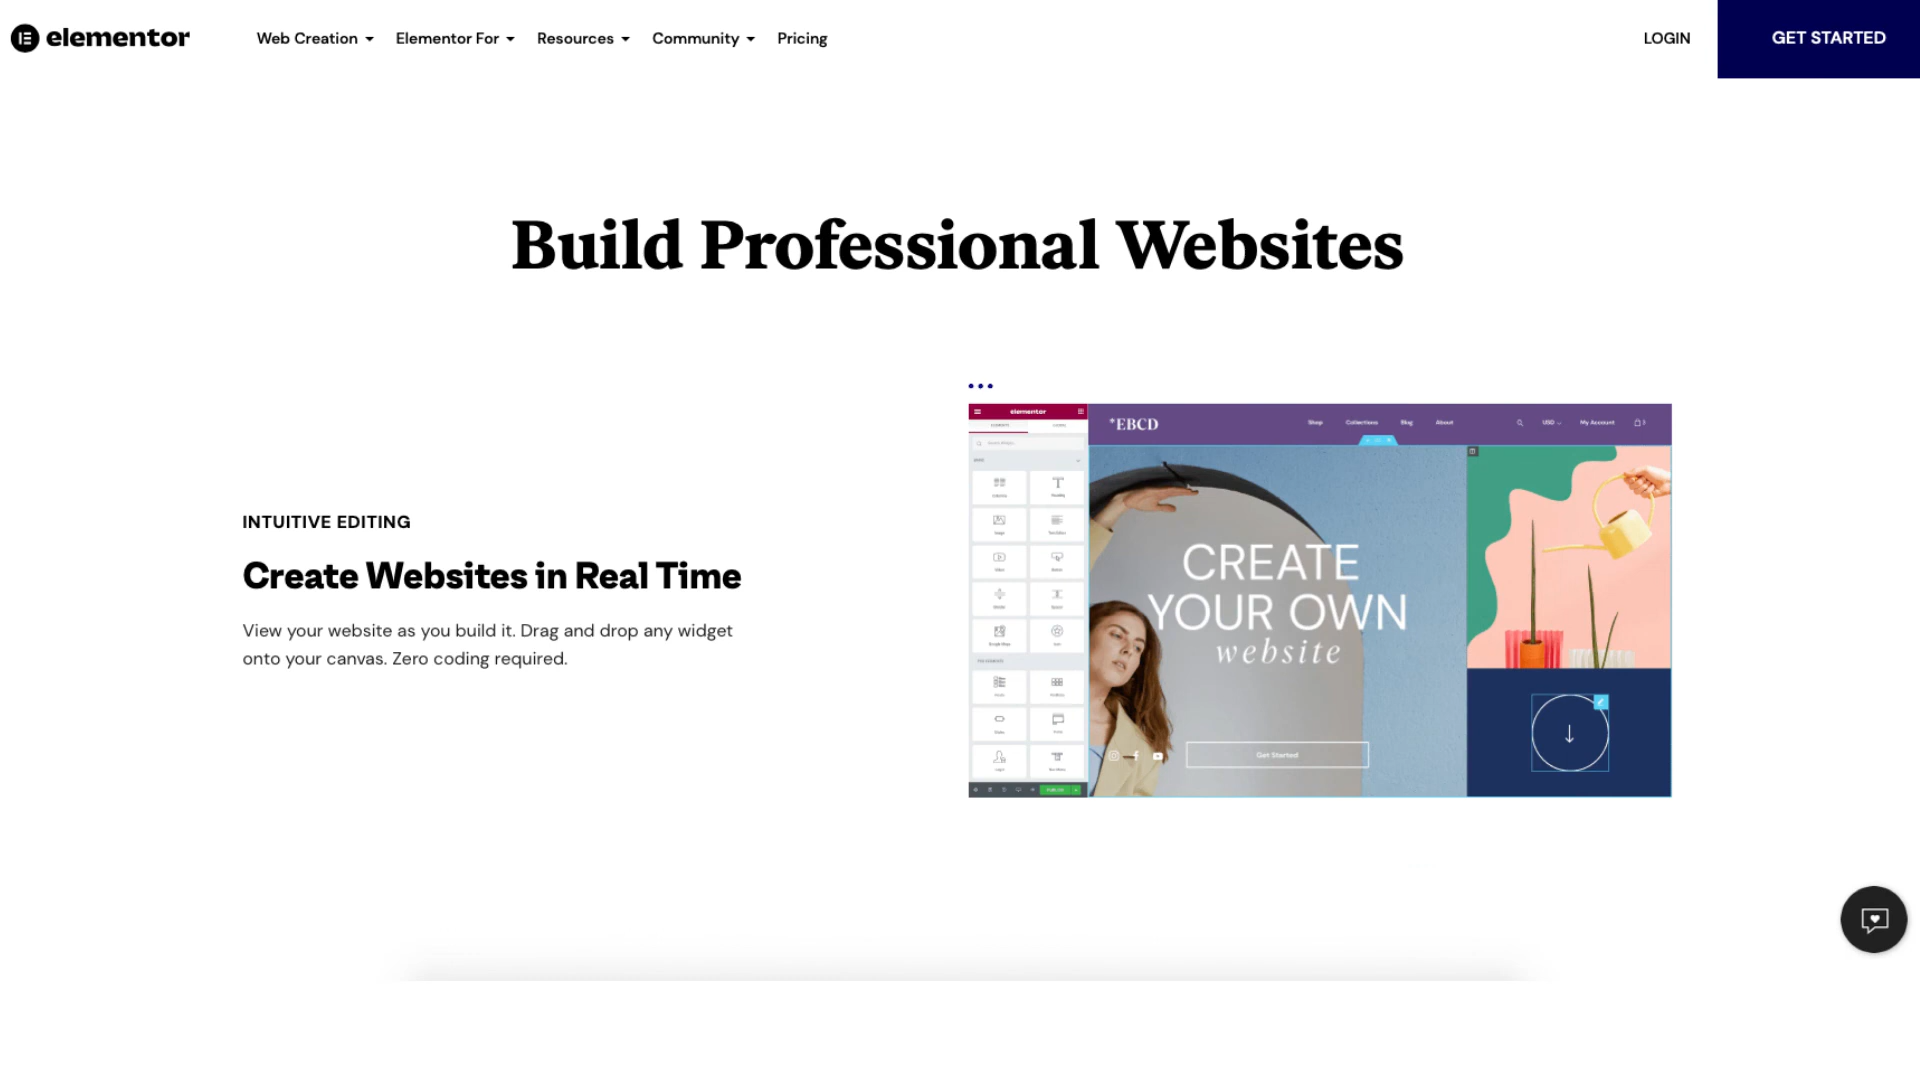 elementor
Web Creation
Elementor For
Resources
Community
Pricing
LOGIN
GET STARTED
Build Professional Websites
INTUITIVE EDITING
Create Websites in Real Time
View your website as you build it. Drag and drop any widget
onto your canvas. Zero coding required.
elementor
*EBCD
Shop
Collections
Blog
About
USD
My Account
CREATE
YOUR OWN
website
Get Started
PUBLISH